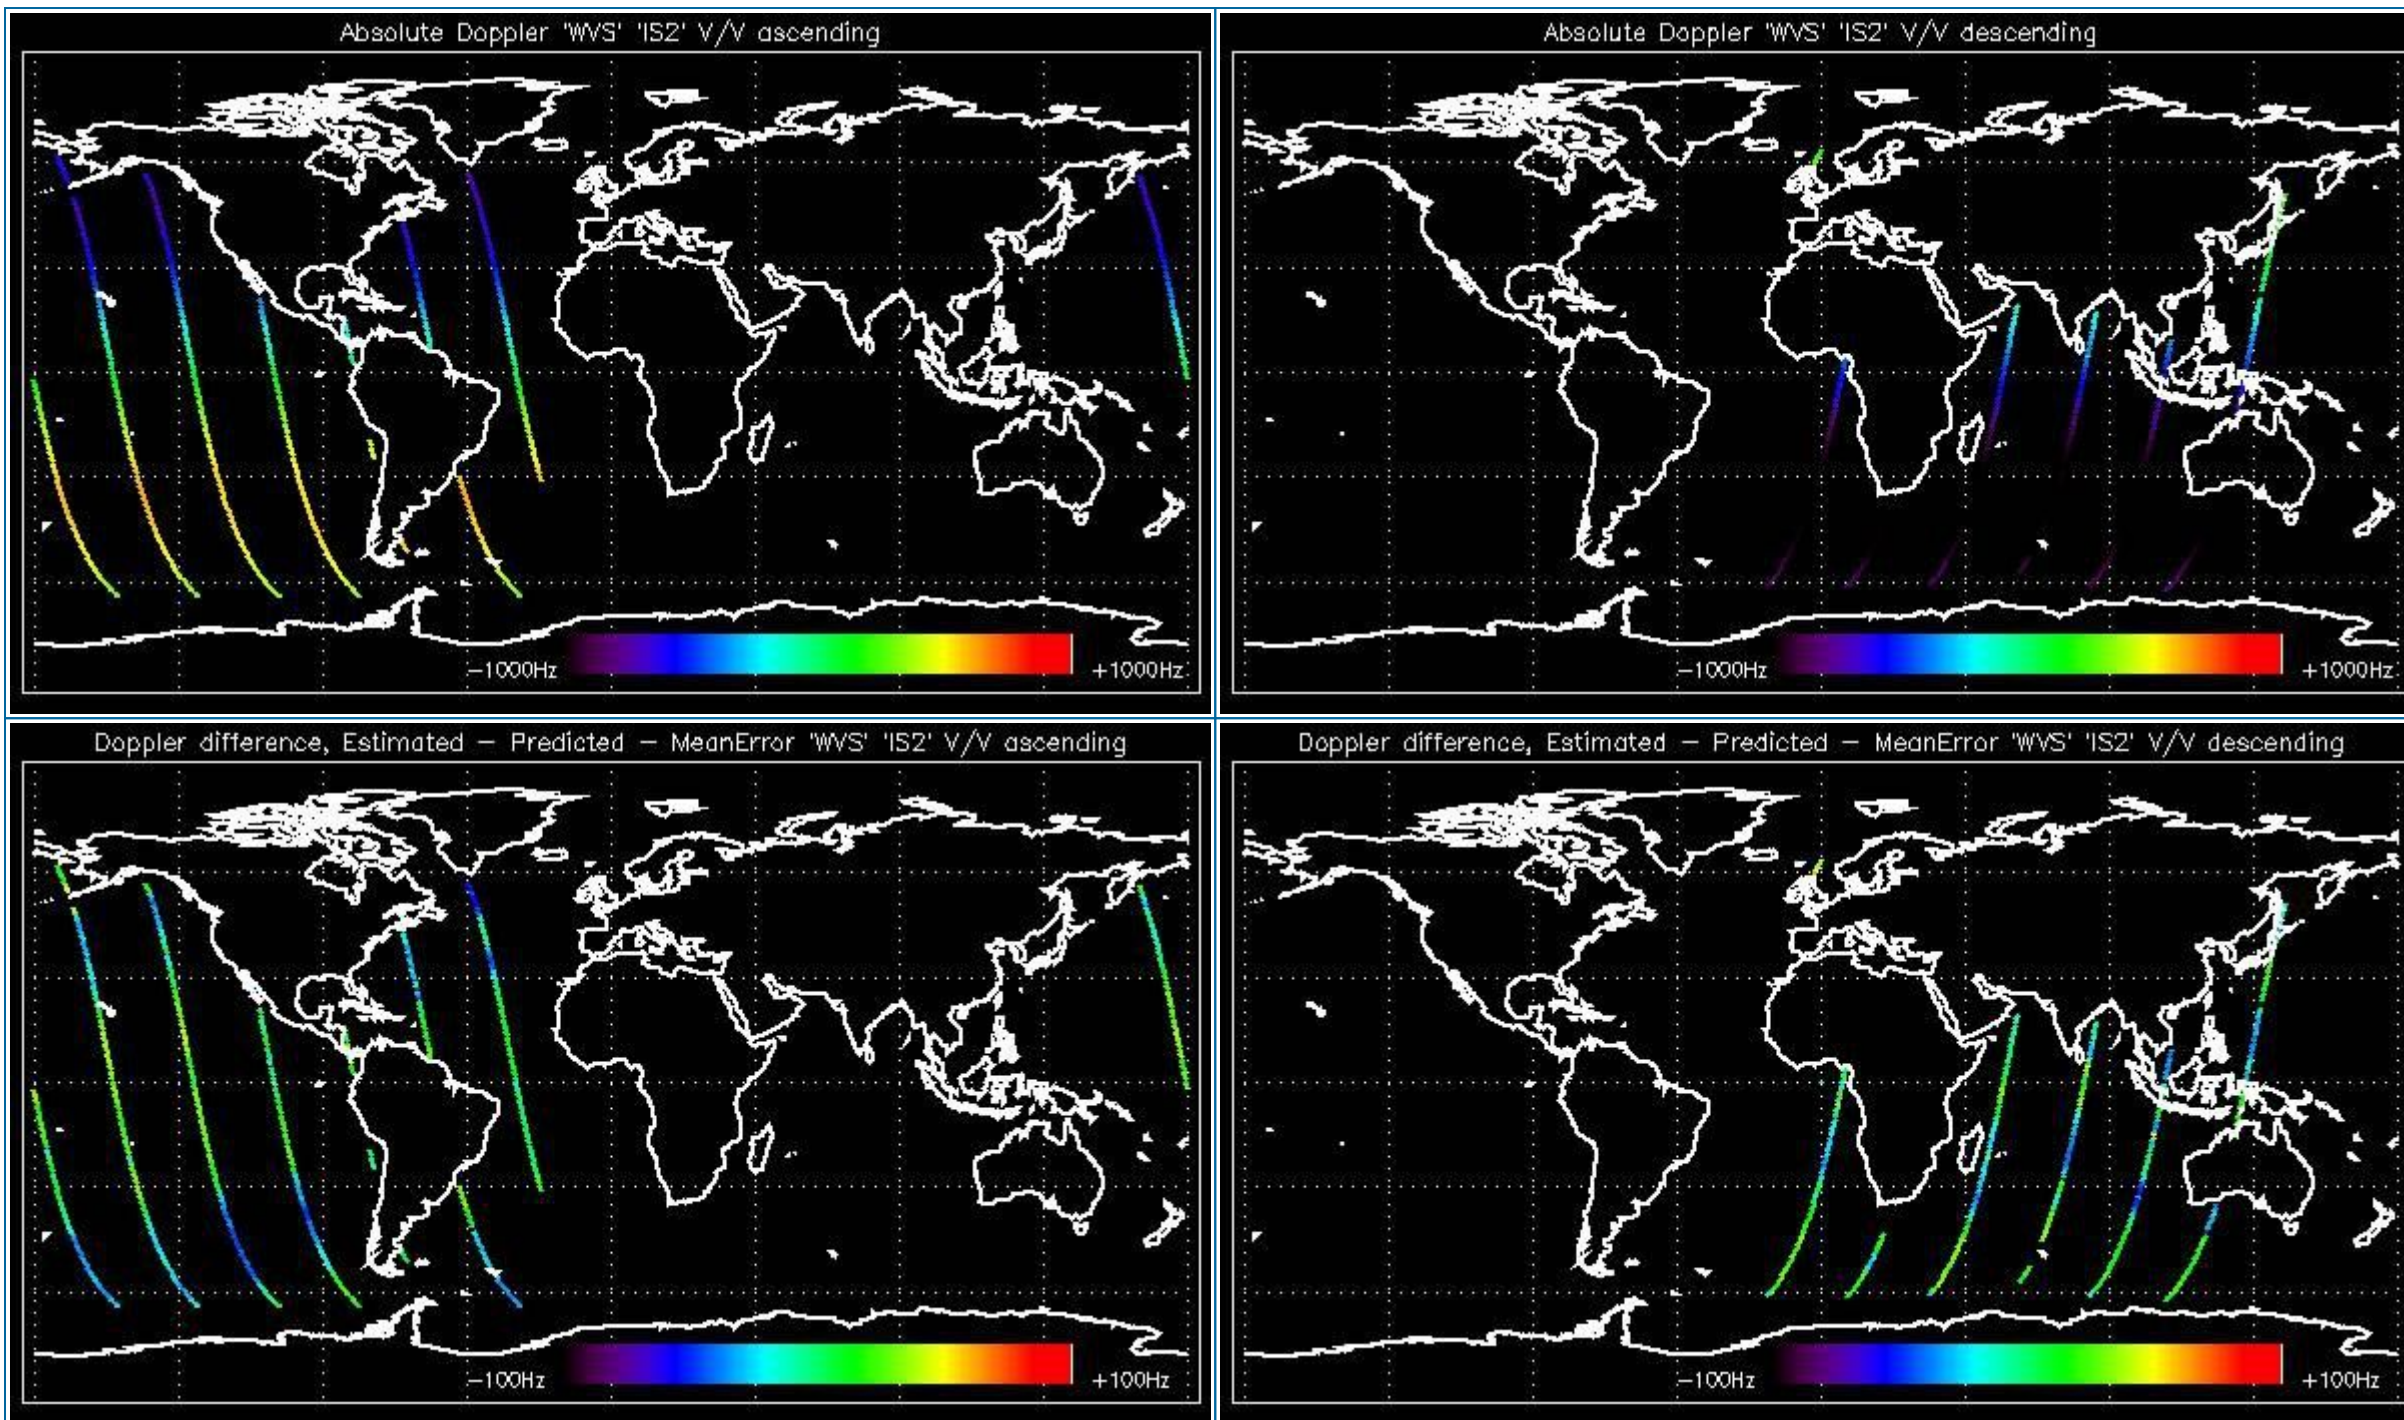 Absolute Doppler 'WVS' 'IS2' V/V ascending
-1000Hz
+1000Hz
Absolute Doppler 'WVS' 'IS2' V/V descending
-1000Hz
+1000Hz
Doppler difference, Estimated - Predicted - MeanError 'WVS' 'IS2' V/V ascending
-100Hz
+100Hz
Doppler difference, Estimated - Predicted - MeanError 'WVS' 'IS2' V/V descending
-100Hz
+100Hz